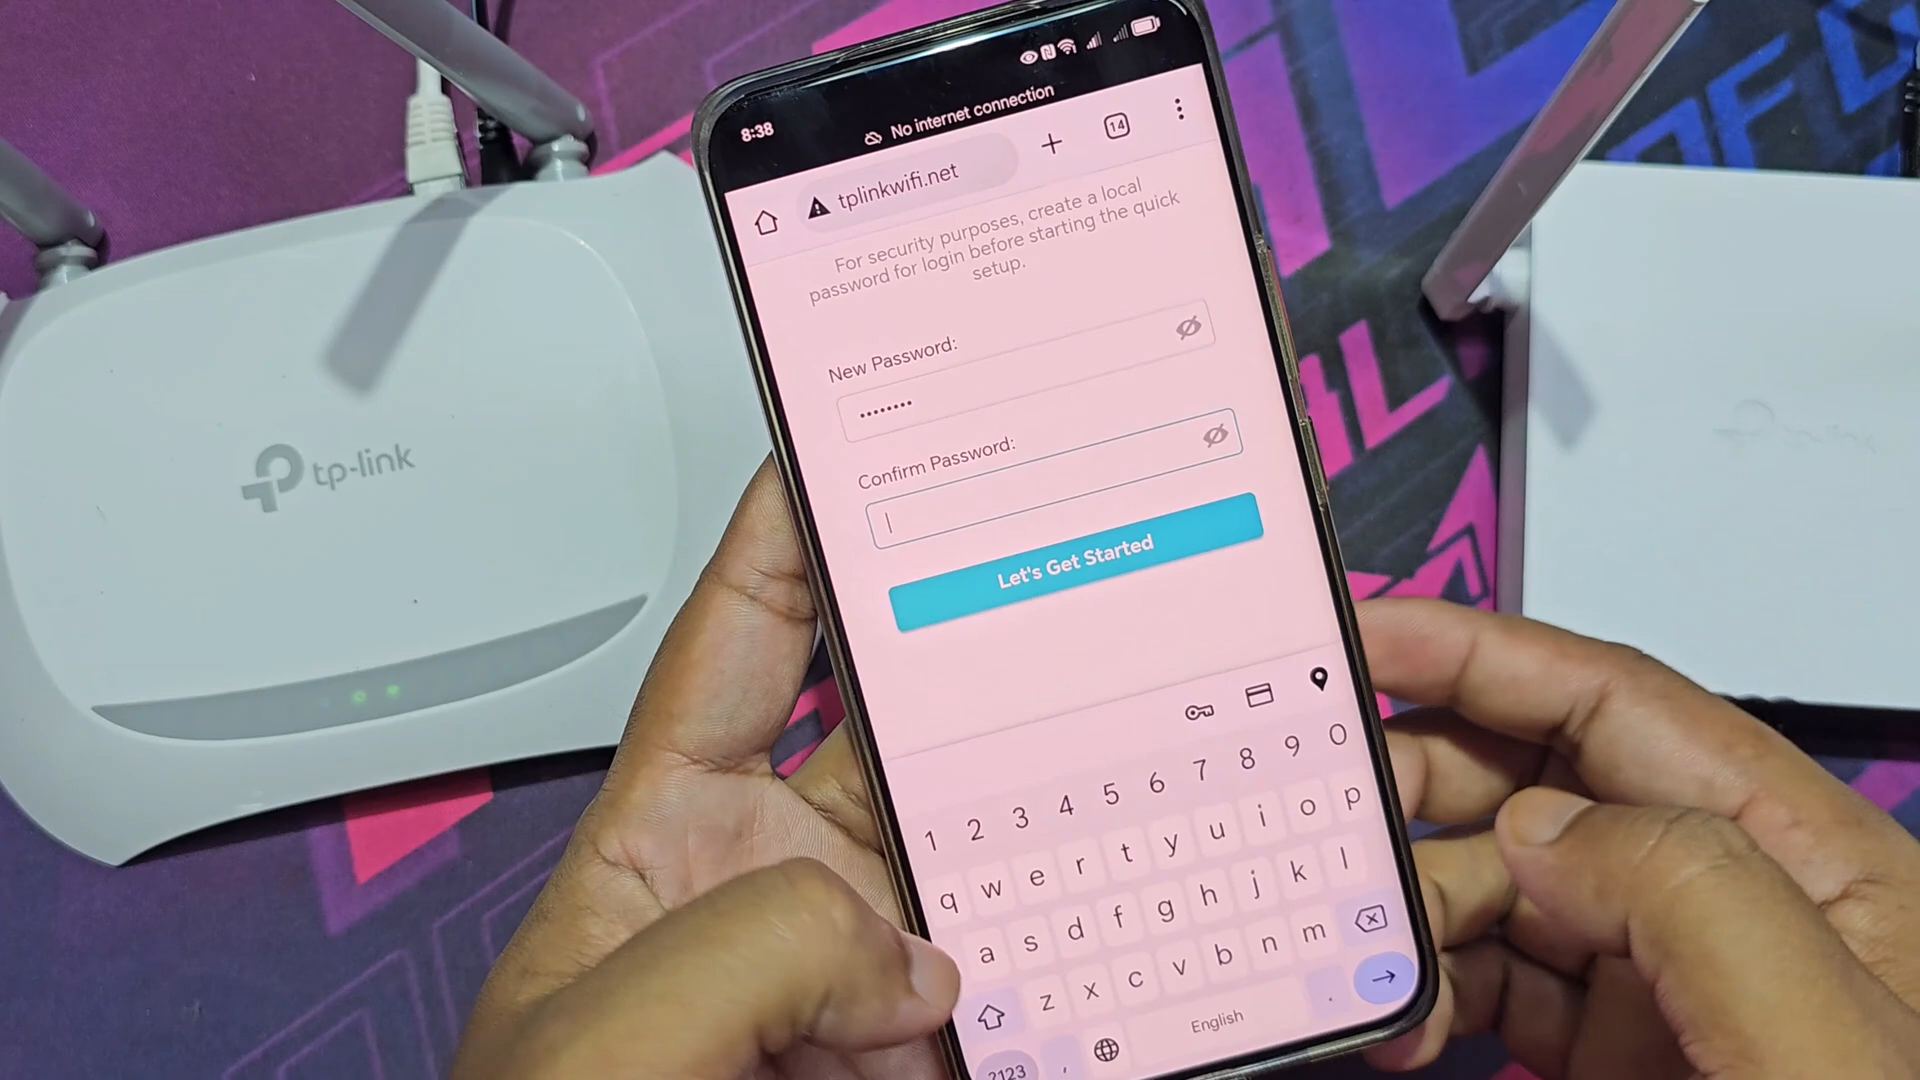 8:38
No internet connection
tplinkwifi.net
14
For security purposes, create a local
password for login before starting the quick
setup.
New Password:
••••••••
Confirm Password:
Let's Get Started
1 2 3 4 5 6 7 8 9 0
q w e r t y u i o p
a s d f g h j k l
z x c v b n m
?123 , English .
tp-link